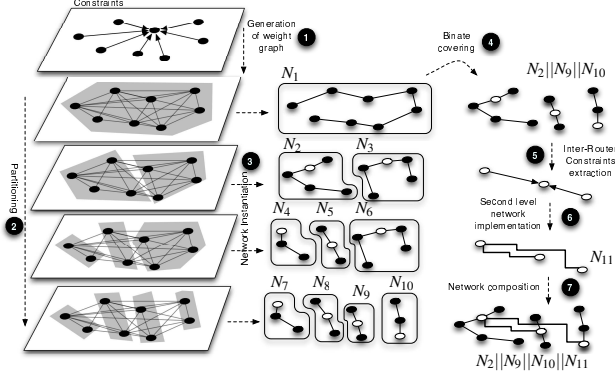 Constraints
Generation
of weight
graph
1
Binate
covering
4
N2||N9||N10
N1
Partitioning
2
3
Network Instantiation
N2
N3
5
Inter-Router
Constraints
extraction
N4
N5
N6
Second level
network
implementation
6
N11
N7
N8
N9
N10
Network composition
7
N2||N9||N10||N11